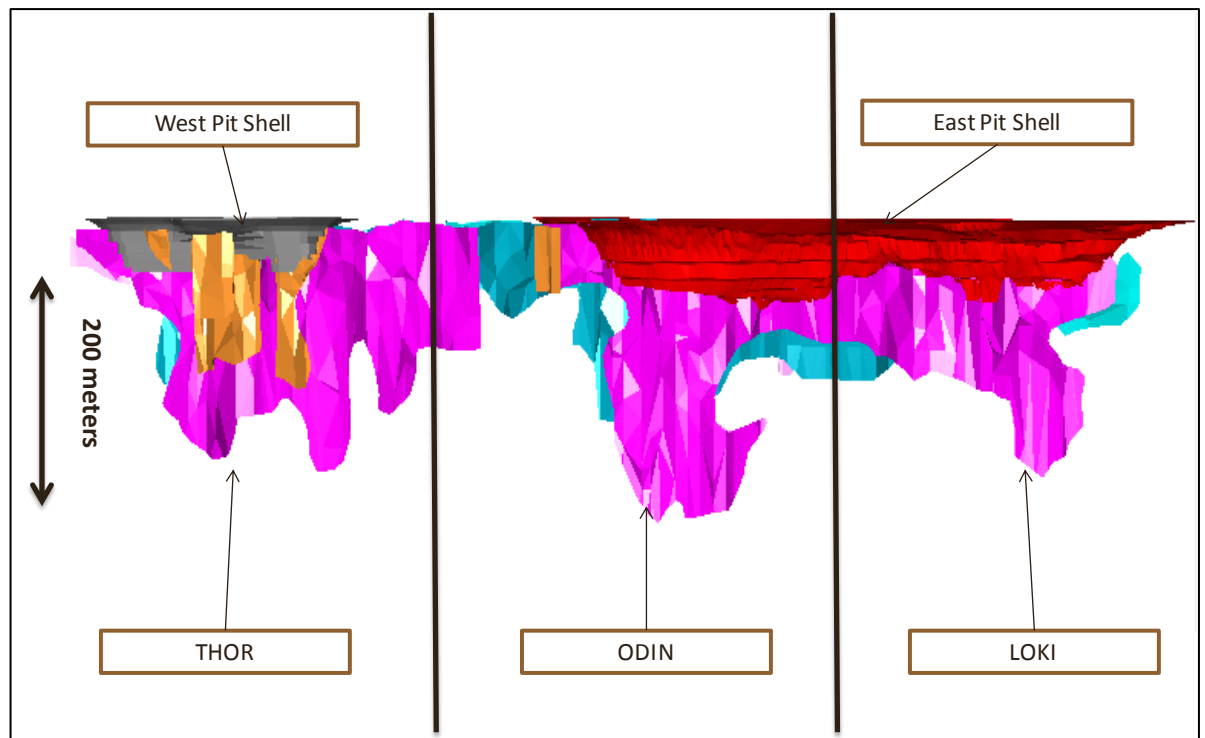 West Pit Shell
East Pit Shell
200 meters
THOR
ODIN
LOKI